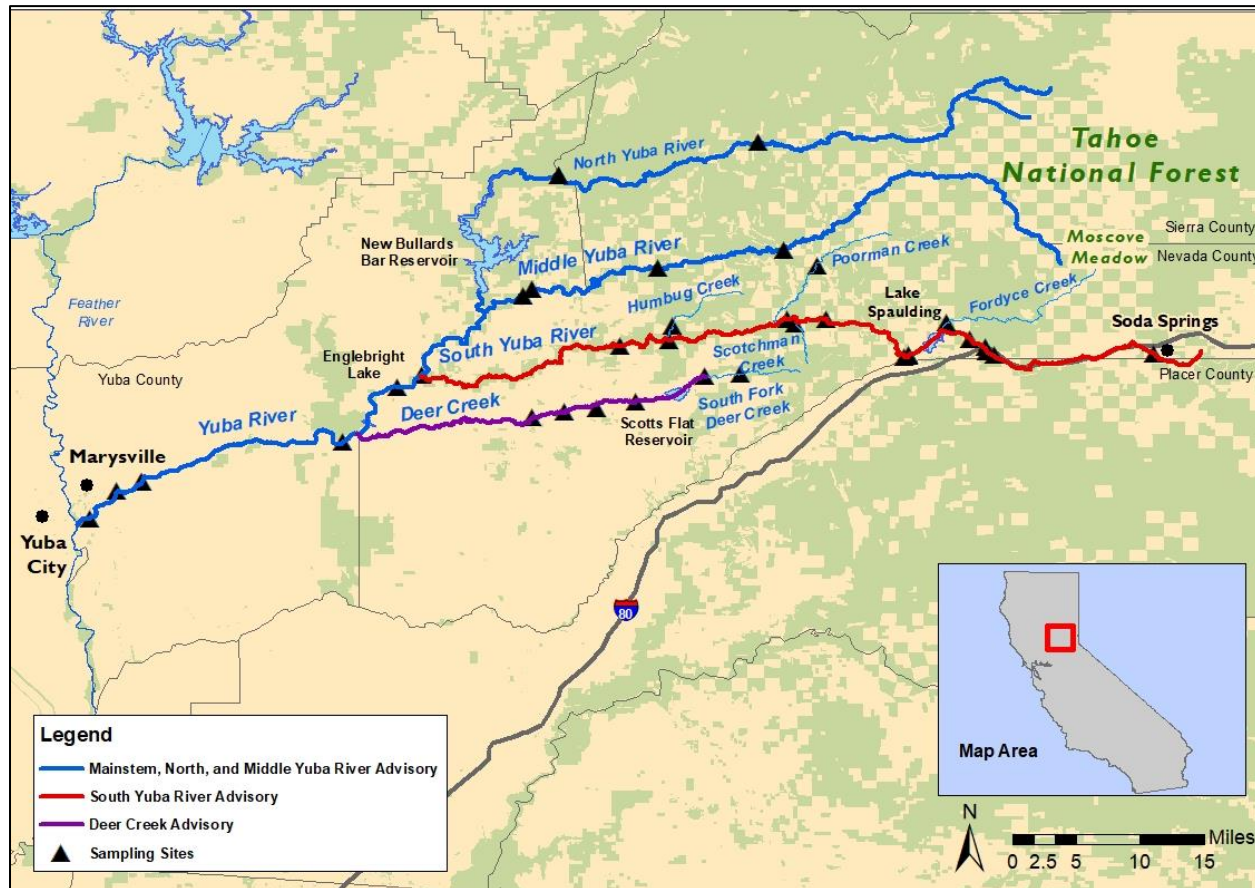 North Yuba River
Tahoe
National Forest
New Bullards
Bar Reservoir
Middle Yuba River
Moscove
Meadow
Sierra County
Nevada County
Poorman Creek
Feather
River
Humbug Creek
Lake
Spaulding
Fordyce Creek
South Yuba River
Soda Springs
Englebright
Lake
Scotchman
Creek
Yuba County
Placer County
Deer Creek
South Fork
Deer Creek
Yuba River
Scotts Flat
Reservoir
Marysville
Yuba
City
80
Legend
Mainstem, North, and Middle Yuba River Advisory
South Yuba River Advisory
Deer Creek Advisory
Sampling Sites
Map Area
N
Miles
0 2.5 5 10 15